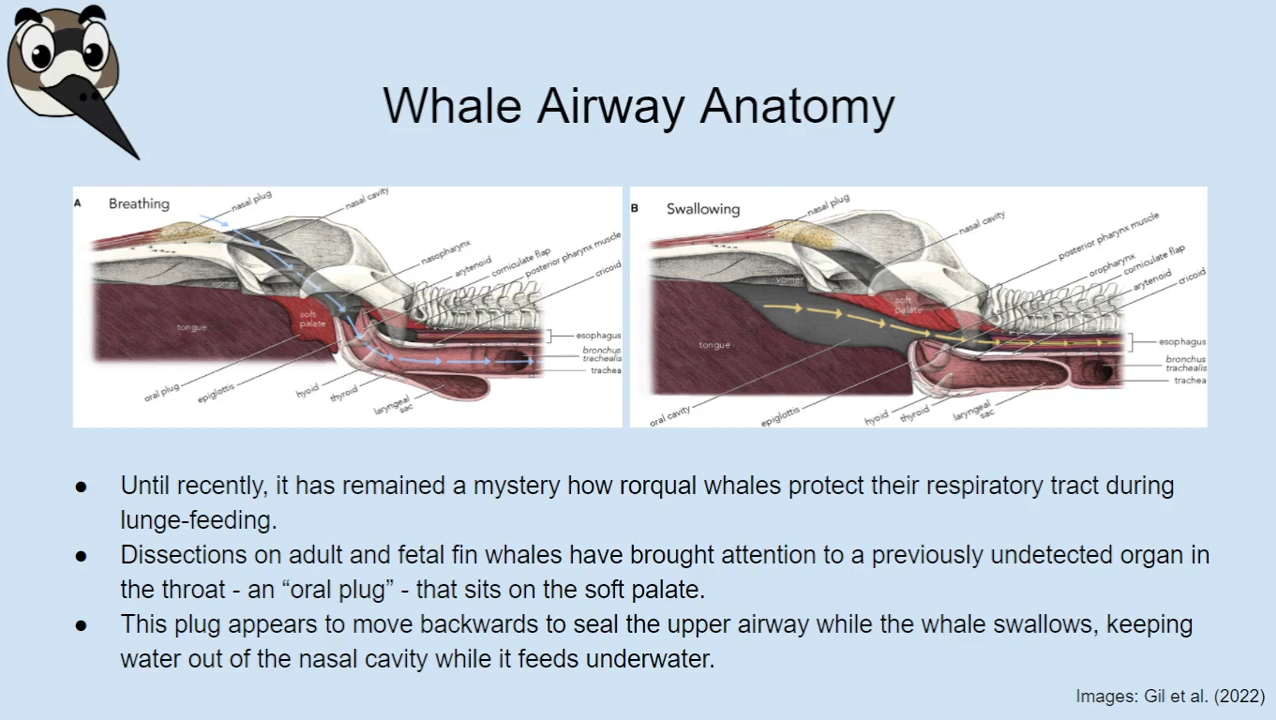 Whale Airway Anatomy
A
Breathing
nasal plug
nasal cavity
nasopharynx
arytenoid
corniculate flap
posterior pharynx muscle
cricoid
vomer
tongue
soft
palate
esophagus
bronchus
trachealis
trachea
oral plug
epiglottis
hyoid
thyroid
laryngeal
sac
B
Swallowing
nasal plug
nasal cavity
posterior pharynx muscle
oropharynx
corniculate flap
arytenoid
cricoid
vomer
soft
palate
tongue
esophagus
bronchus
trachealis
trachea
oral cavity
epiglottis
hyoid
thyroid
laryngeal
sac
● Until recently, it has remained a mystery how rorqual whales protect their respiratory tract during
lunge-feeding.
● Dissections on adult and fetal fin whales have brought attention to a previously undetected organ in
the throat - an “oral plug” - that sits on the soft palate.
● This plug appears to move backwards to seal the upper airway while the whale swallows, keeping
water out of the nasal cavity while it feeds underwater.
Images: Gil et al. (2022)